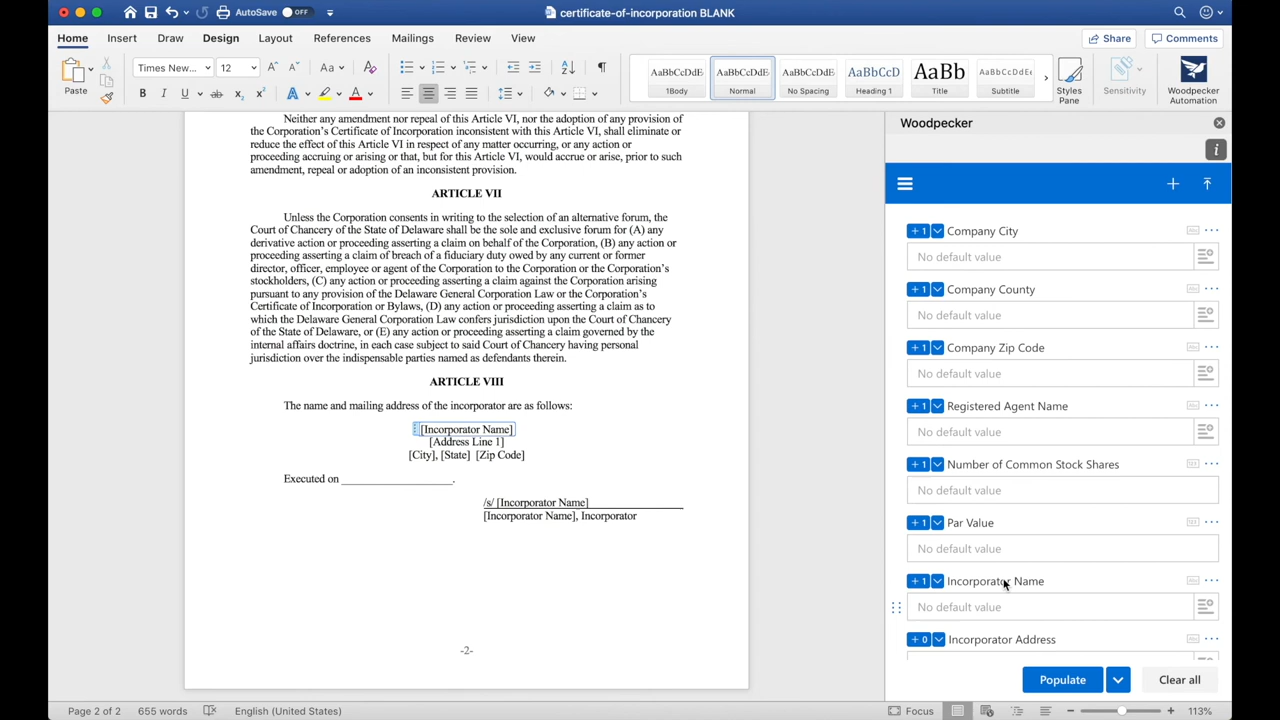 AutoSave OFF
certificate-of-incorporation BLANK
Home Insert Draw Design Layout References Mailings Review View Share Comments
Paste
Times New... 12
Aa
AaBbCcDdE AaBbCcDdE AaBbCcDdE AaBbCcD AaBb AaBbCcDdE
1Body Normal No Spacing Heading 1 Title Subtitle
Styles Pane
Sensitivity
Woodpecker Automation
Neither any amendment nor repeal of this Article VI, nor the adoption of any provision of
the Corporation's Certificate of Incorporation inconsistent with this Article VI, shall eliminate or
reduce the effect of this Article VI in respect of any matter occurring, or any action or
proceeding accruing or arising or that, but for this Article VI, would accrue or arise, prior to such
amendment, repeal or adoption of an inconsistent provision.
ARTICLE VII
Unless the Corporation consents in writing to the selection of an alternative forum, the
Court of Chancery of the State of Delaware shall be the sole and exclusive forum for (A) any
derivative action or proceeding asserting a claim on behalf of the Corporation, (B) any action or
proceeding asserting a claim of breach of a fiduciary duty owed by any current or former
director, officer, employee or agent of the Corporation to the Corporation or the Corporation's
stockholders, (C) any action or proceeding asserting a claim against the Corporation arising
pursuant to any provision of the Delaware General Corporation Law or the Corporation's
Certificate of Incorporation or Bylaws, (D) any action or proceeding asserting a claim as to
which the Delaware General Corporation Law confers jurisdiction upon the Court of Chancery
of the State of Delaware, or (E) any action or proceeding asserting a claim governed by the
internal affairs doctrine, in each case subject to said Court of Chancery having personal
jurisdiction over the indispensable parties named as defendants therein.
ARTICLE VIII
The name and mailing address of the incorporator are as follows:
[Incorporator Name]
[Address Line 1]
[City], [State] [Zip Code]
Executed on ______________________.
/s/ [Incorporator Name]
[Incorporator Name], Incorporator
-2-
Woodpecker
+ 1 Company City
No default value
+ 1 Company County
No default value
+ 1 Company Zip Code
No default value
+ 1 Registered Agent Name
No default value
+ 1 Number of Common Stock Shares
No default value
+ 1 Par Value
No default value
+ 1 Incorporator Name
No default value
+ 0 Incorporator Address
Populate Clear all
Page 2 of 2 655 words English (United States) Focus 113%